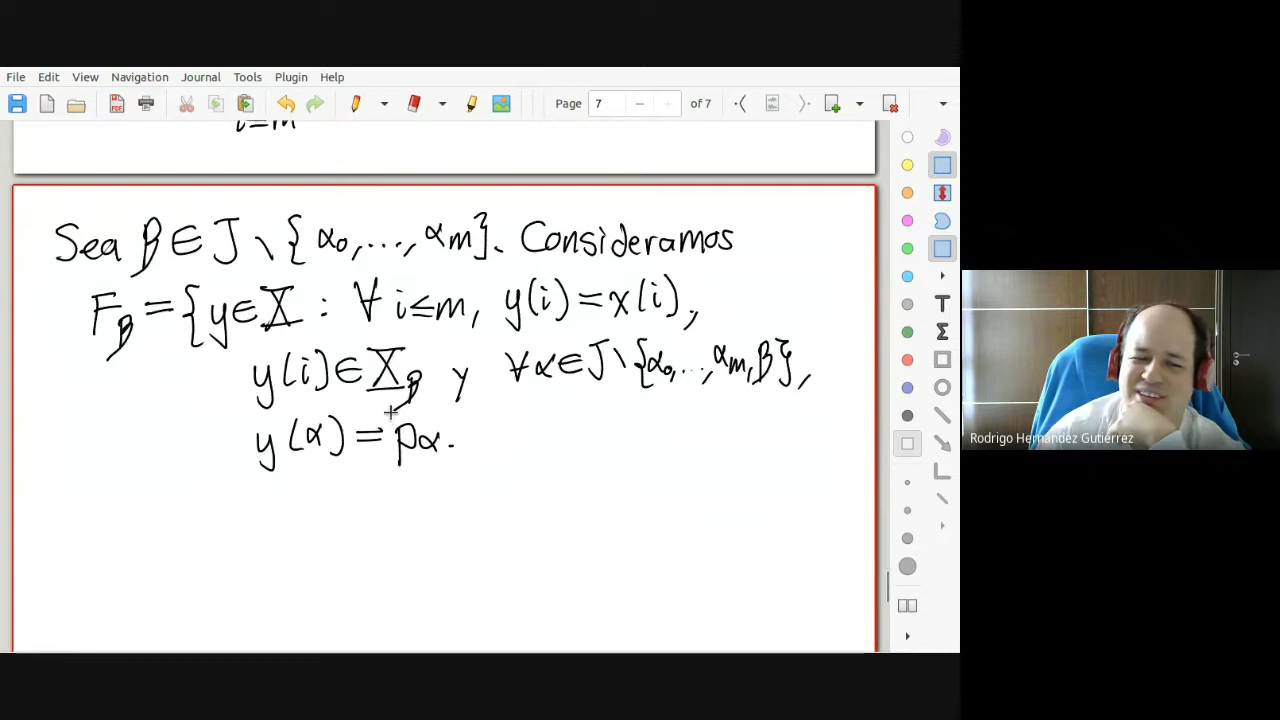 File Edit View Navigation Journal Tools Plugin Help
Page 7 of 7
i≤m
Sea β ∈ J \ {α₀, ..., αm}. Consideramos
Fβ = {y ∈ X : ∀ i ≤ m, y(i) = x(i),
y(i) ∈ Xβ y ∀α ∈ J \ {α₀, ..., αm, β},
y(α) = pα.
Rodrigo Hernández Gutiérrez